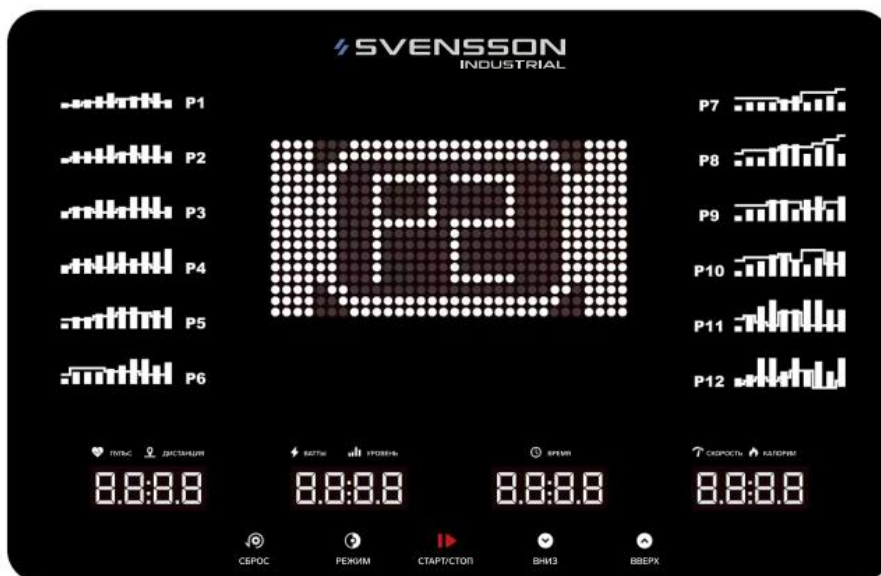 SVENSSON
INDUSTRIAL
P1
P2
P3
P4
P5
P6
P2
P7
P8
P9
P10
P11
P12
ПУЛЬС ДИСТАНЦИЯ
ВАТТЫ УРОВЕНЬ
ВРЕМЯ
СКОРОСТЬ КАЛОРИИ
8.8:8.8
8.8:8.8
8.8:8.8
8.8:8.8
СБРОС
РЕЖИМ
СТАРТ/СТОП
ВНИЗ
ВВЕРХ